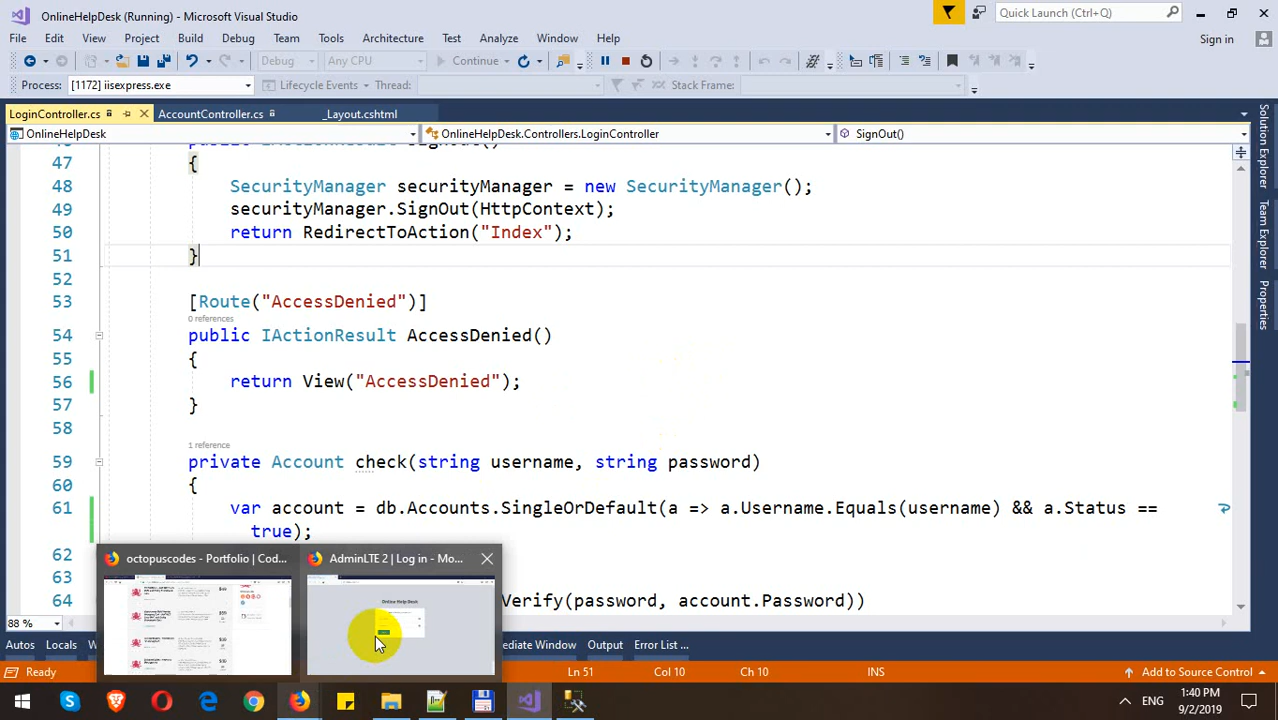 OnlineHelpDesk (Running) - Microsoft Visual Studio
Quick Launch (Ctrl+Q)
File Edit View Project Build Debug Team Tools Architecture Test Analyze Window Help
Sign in
Debug Any CPU Continue
Process: [1172] iisexpress.exe Lifecycle Events Thread: Stack Frame:
LoginController.cs AccountController.cs _Layout.cshtml
OnlineHelpDesk OnlineHelpDesk.Controllers.LoginController SignOut()
47 {
48 SecurityManager securityManager = new SecurityManager();
49 securityManager.SignOut(HttpContext);
50 return RedirectToAction("Index");
51 }
52
53 [Route("AccessDenied")]
0 references
54 public IActionResult AccessDenied()
55 {
56 return View("AccessDenied");
57 }
58
1 reference
59 private Account check(string username, string password)
60 {
61 var account = db.Accounts.SingleOrDefault(a => a.Username.Equals(username) && a.Status ==
true);
62
63
64 Verify(password, account.Password))
Solution Explorer
Team Explorer
Properties
octopuscodes - Portfolio | Cod...
AdminLTE 2 | Log in - Mo...
Online Help Desk
88 %
Autos Locals W ediate Window Output Error List ...
Ready Ln 51 Col 10 Ch 10 INS Add to Source Control
ENG
1:40 PM
9/2/2019